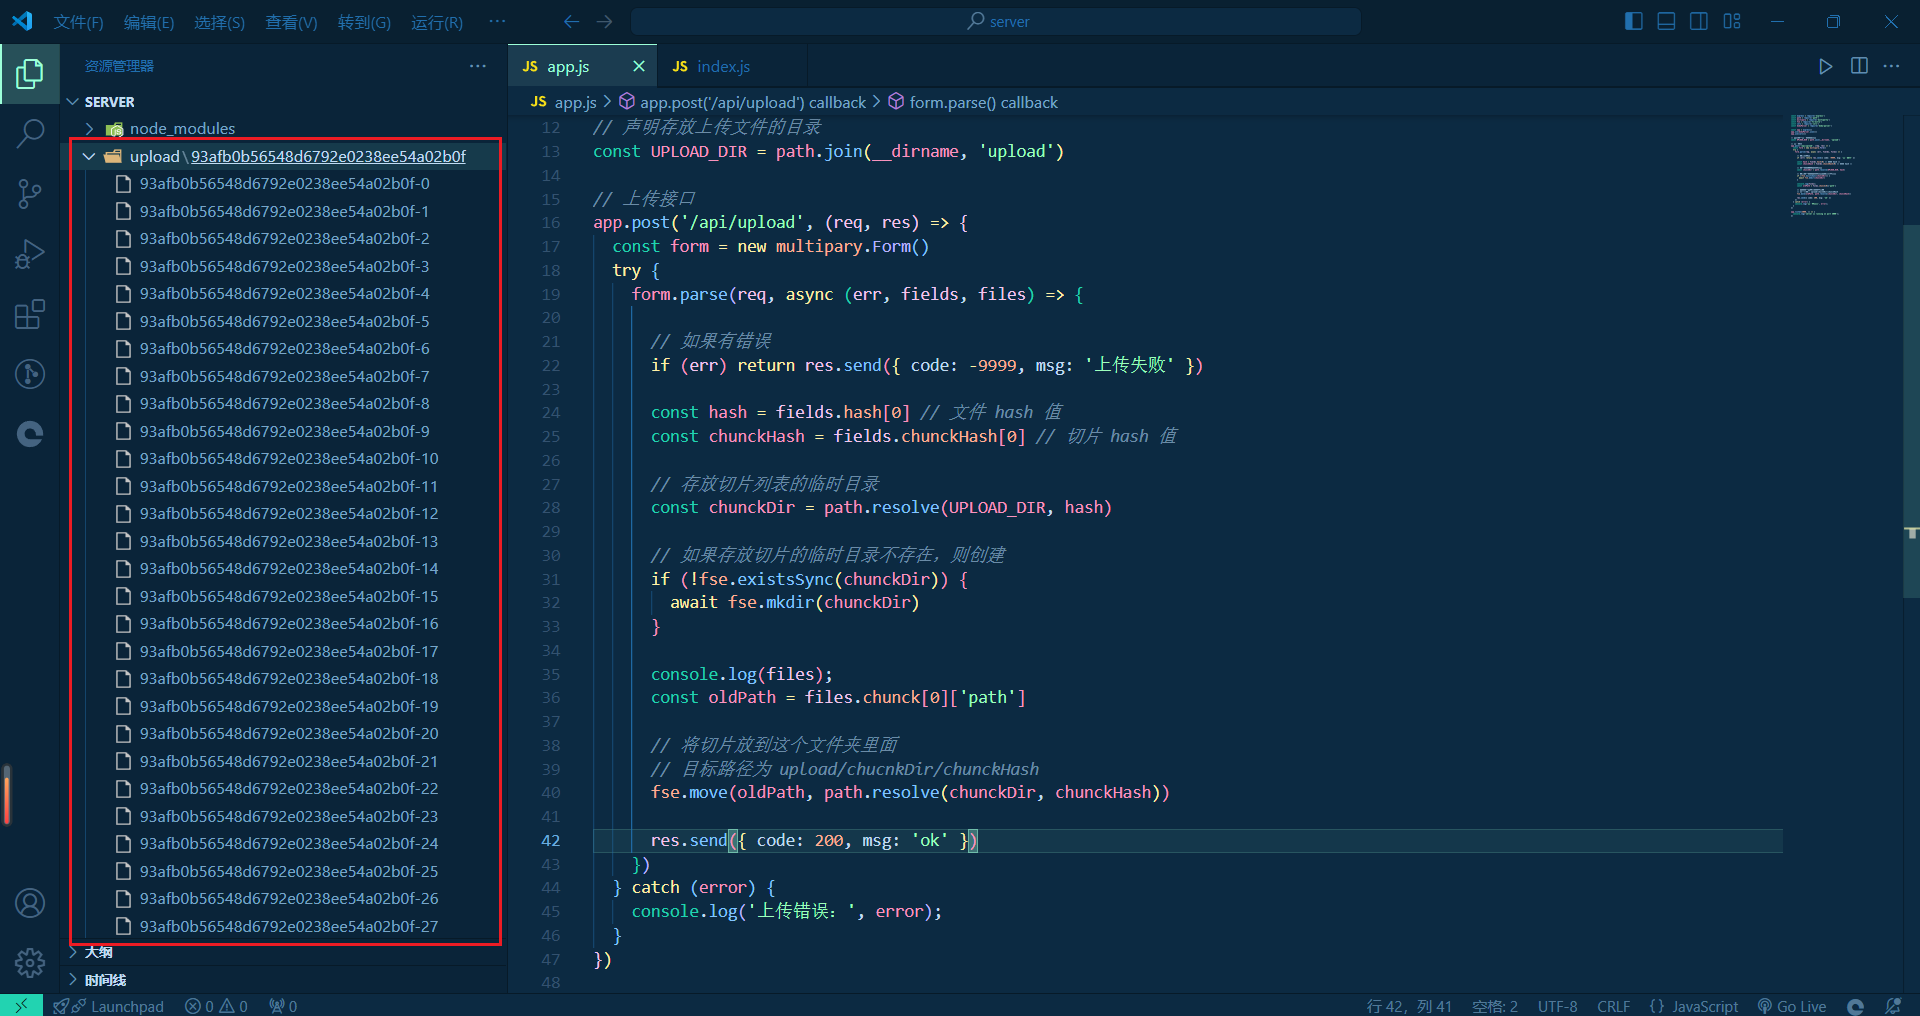 文件(F) 编辑(E) 选择(S) 查看(V) 转到(G) 运行(R) ··· server
资源管理器 ···
SERVER
node_modules
upload\93afb0b56548d6792e0238ee54a02b0f
93afb0b56548d6792e0238ee54a02b0f-0
93afb0b56548d6792e0238ee54a02b0f-1
93afb0b56548d6792e0238ee54a02b0f-2
93afb0b56548d6792e0238ee54a02b0f-3
93afb0b56548d6792e0238ee54a02b0f-4
93afb0b56548d6792e0238ee54a02b0f-5
93afb0b56548d6792e0238ee54a02b0f-6
93afb0b56548d6792e0238ee54a02b0f-7
93afb0b56548d6792e0238ee54a02b0f-8
93afb0b56548d6792e0238ee54a02b0f-9
93afb0b56548d6792e0238ee54a02b0f-10
93afb0b56548d6792e0238ee54a02b0f-11
93afb0b56548d6792e0238ee54a02b0f-12
93afb0b56548d6792e0238ee54a02b0f-13
93afb0b56548d6792e0238ee54a02b0f-14
93afb0b56548d6792e0238ee54a02b0f-15
93afb0b56548d6792e0238ee54a02b0f-16
93afb0b56548d6792e0238ee54a02b0f-17
93afb0b56548d6792e0238ee54a02b0f-18
93afb0b56548d6792e0238ee54a02b0f-19
93afb0b56548d6792e0238ee54a02b0f-20
93afb0b56548d6792e0238ee54a02b0f-21
93afb0b56548d6792e0238ee54a02b0f-22
93afb0b56548d6792e0238ee54a02b0f-23
93afb0b56548d6792e0238ee54a02b0f-24
93afb0b56548d6792e0238ee54a02b0f-25
93afb0b56548d6792e0238ee54a02b0f-26
93afb0b56548d6792e0238ee54a02b0f-27
大纲
时间线
JS app.js JS index.js
JS app.js > app.post('/api/upload') callback > form.parse() callback
12 // 声明存放上传文件的目录
13 const UPLOAD_DIR = path.join(__dirname, 'upload')
14
15 // 上传接口
16 app.post('/api/upload', (req, res) => {
17 const form = new multipary.Form()
18 try {
19 form.parse(req, async (err, fields, files) => {
20
21 // 如果有错误
22 if (err) return res.send({ code: -9999, msg: '上传失败' })
23
24 const hash = fields.hash[0] // 文件 hash 值
25 const chunckHash = fields.chunckHash[0] // 切片 hash 值
26
27 // 存放切片列表的临时目录
28 const chunckDir = path.resolve(UPLOAD_DIR, hash)
29
30 // 如果存放切片的临时目录不存在，则创建
31 if (!fse.existsSync(chunckDir)) {
32 await fse.mkdir(chunckDir)
33 }
34
35 console.log(files);
36 const oldPath = files.chunck[0]['path']
37
38 // 将切片放到这个文件夹里面
39 // 目标路径为 upload/chucnkDir/chunckHash
40 fse.move(oldPath, path.resolve(chunckDir, chunckHash))
41
42 res.send({ code: 200, msg: 'ok' })
43 })
44 } catch (error) {
45 console.log('上传错误：', error);
46 }
47 })
48
Launchpad 0 0 0 行 42，列 41 空格: 2 UTF-8 CRLF {} JavaScript Go Live